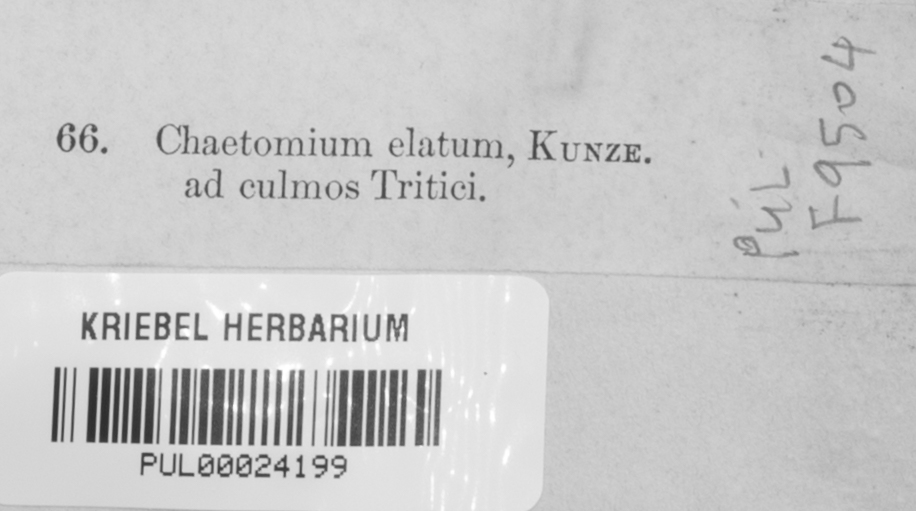 66. Chaetomium elatum, KUNZE.
ad culmos Tritici.
PUL
F9504
KRIEBEL HERBARIUM
PUL00024199